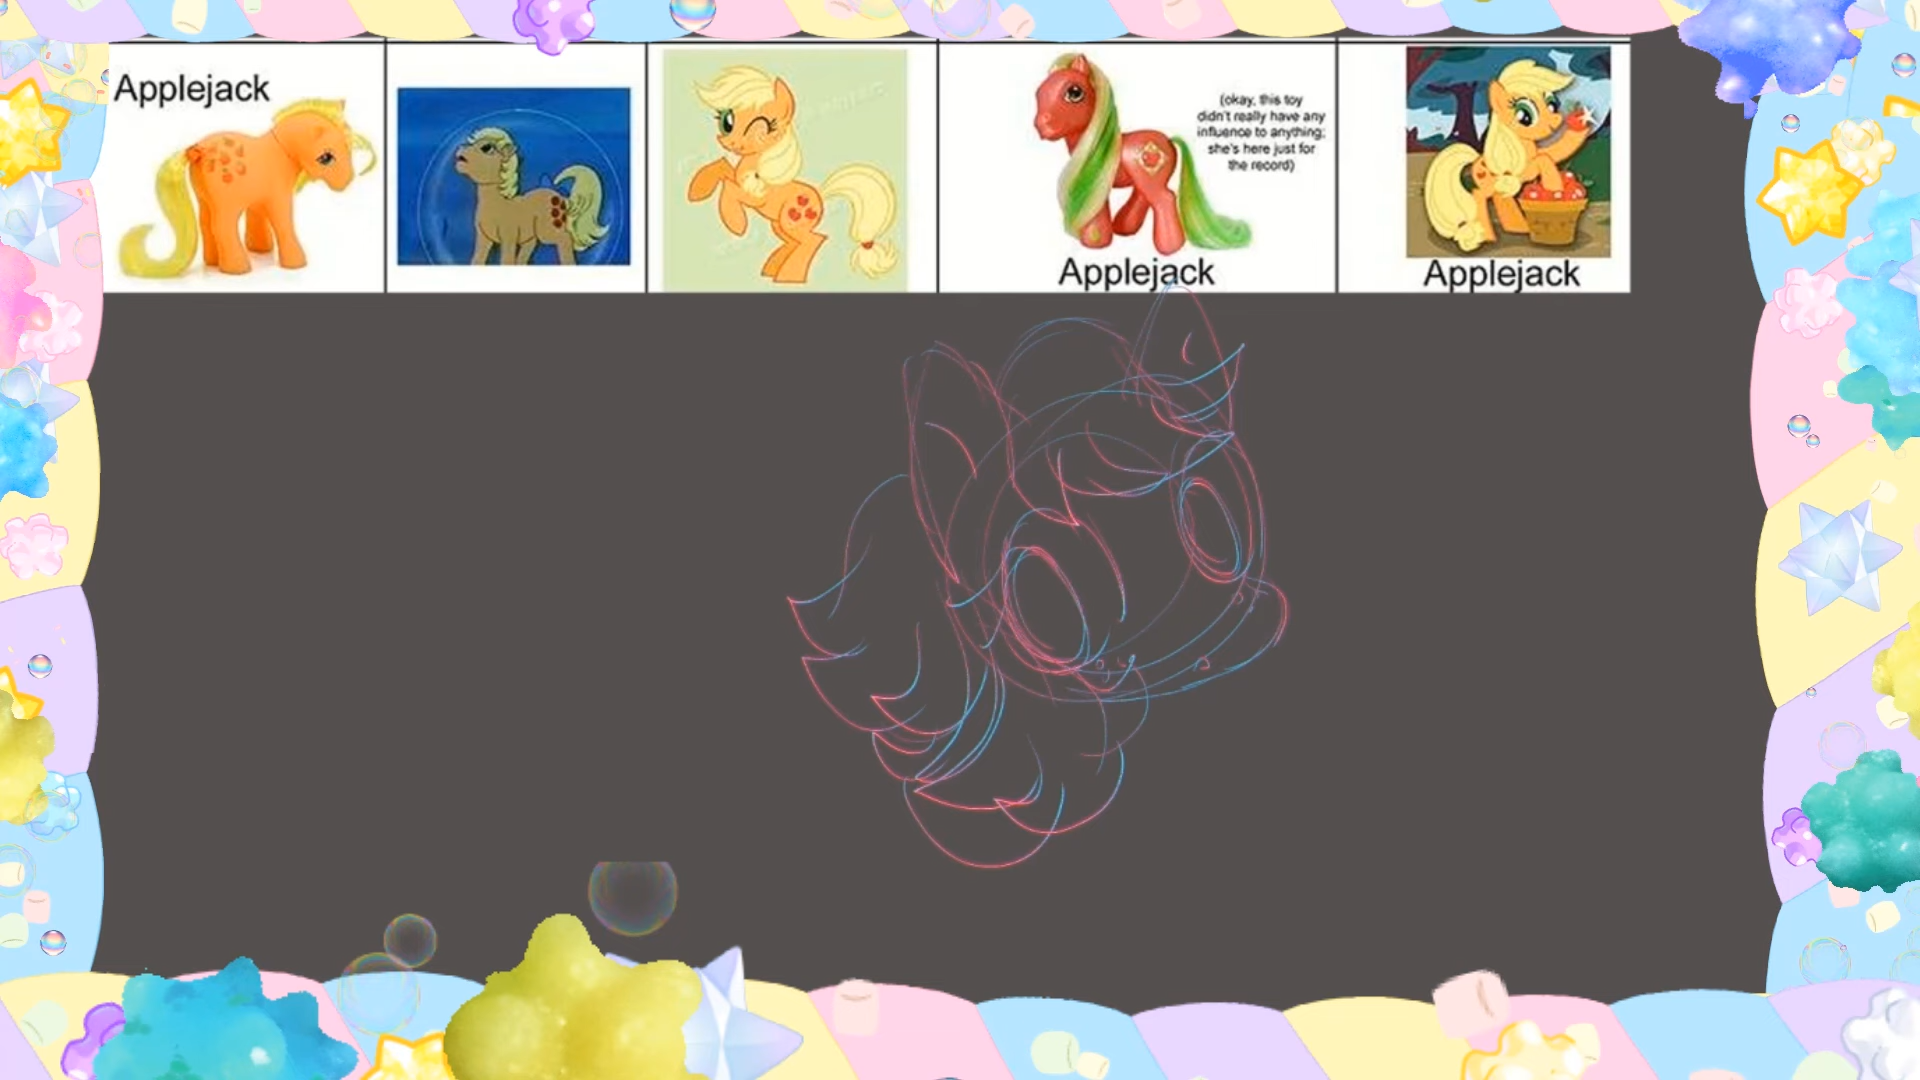 Applejack
(okay, this toy
didn't really have any
influence to anything;
she's here just for
the record)
Applejack
Applejack